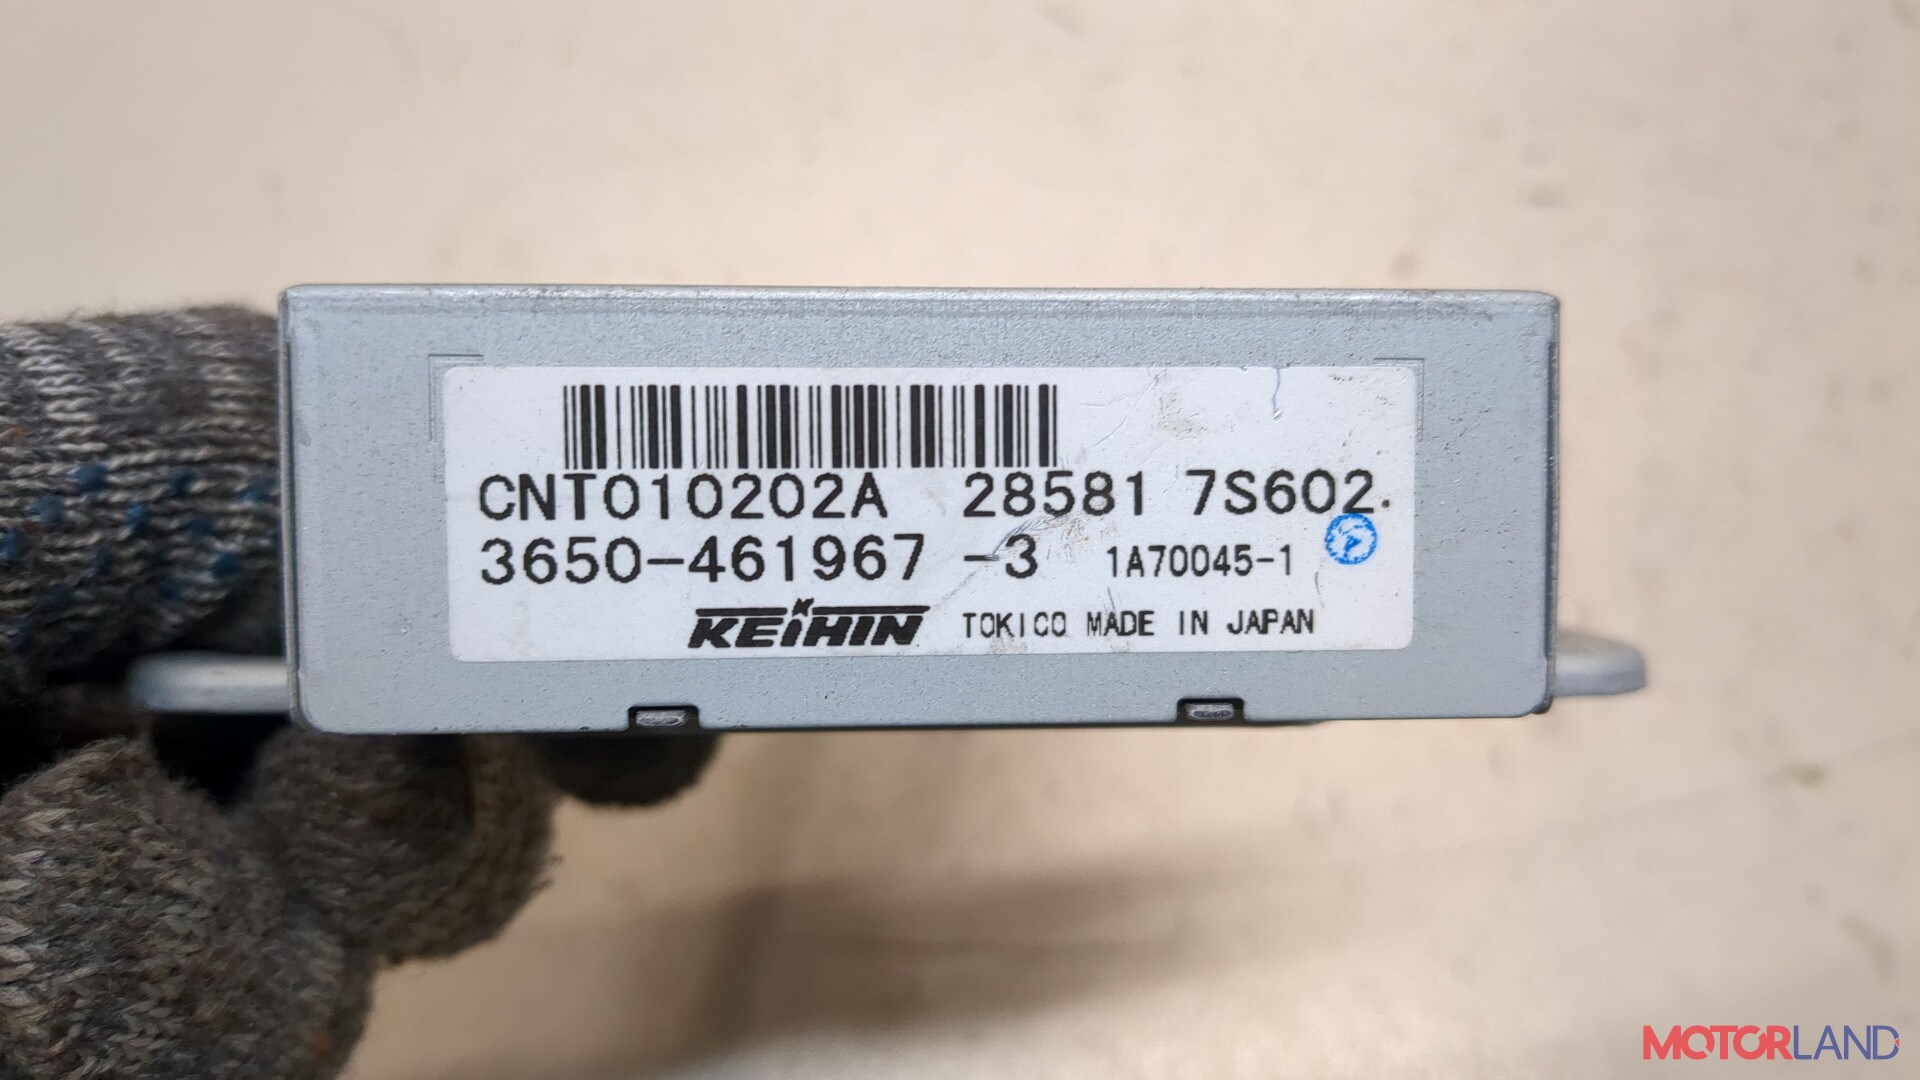 CNT010202A 28581 7S602.
3650-461967 -3 1A70045-1
KEIHIN TOKICO MADE IN JAPAN
MOTORLAND